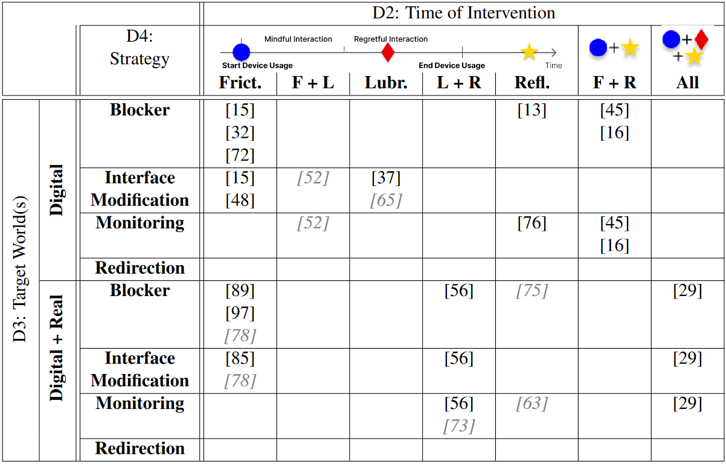 D2: Time of Intervention
D4:
Strategy
Mindful Interaction Regretful Interaction
Start Device Usage End Device Usage Time
+
+ +
Frict. F + L Lubr. L + R Refl. F + R All
D3: Target World(s)
Digital
Blocker [15] [13] [45]
[32] [16]
[72]
Interface [15] [52] [37]
Modification [48] [65]
Monitoring [52] [76] [45]
[16]
Redirection
Digital + Real
Blocker [89] [56] [75] [29]
[97]
[78]
Interface [85] [56] [29]
Modification [78]
Monitoring [56] [63] [29]
[73]
Redirection